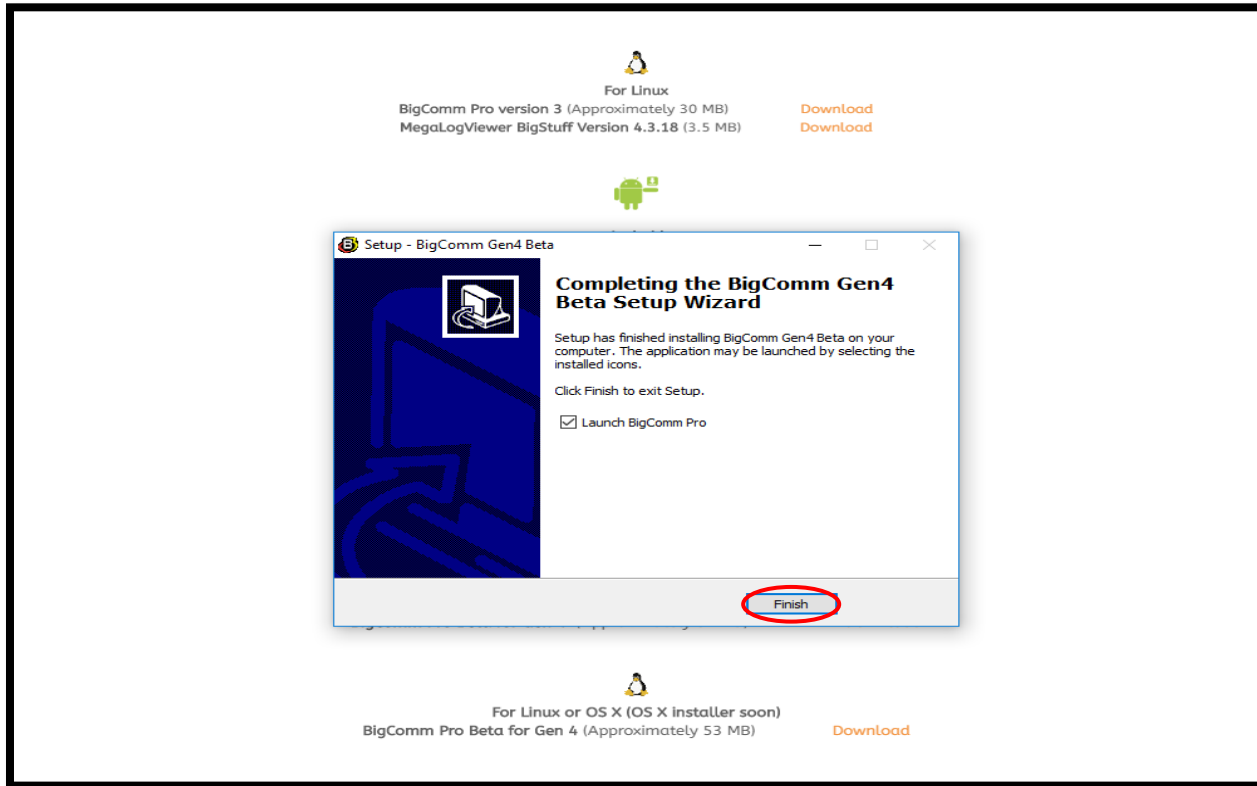 For Linux
BigComm Pro version 3 (Approximately 30 MB) Download
MegaLogViewer BigStuff Version 4.3.18 (3.5 MB) Download
Setup - BigComm Gen4 Beta
Completing the BigComm Gen4
Beta Setup Wizard
Setup has finished installing BigComm Gen4 Beta on your
computer. The application may be launched by selecting the
installed icons.
Click Finish to exit Setup.
Launch BigComm Pro
Finish
For Linux or OS X (OS X installer soon)
BigComm Pro Beta for Gen 4 (Approximately 53 MB) Download